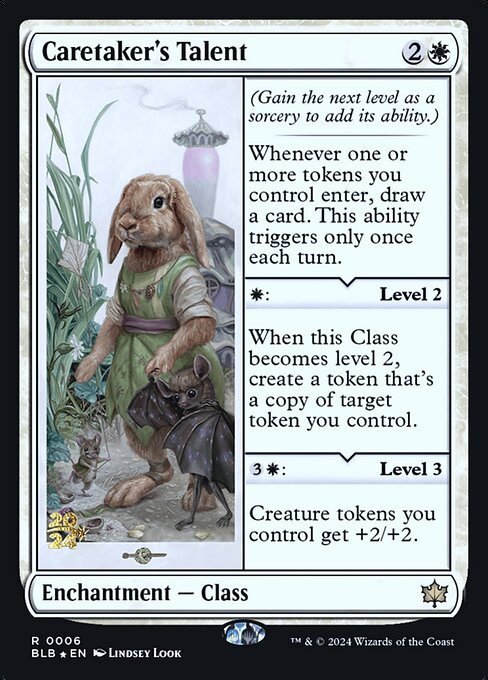 Caretaker's Talent 2
(Gain the next level as a
sorcery to add its ability.)
Whenever one or
more tokens you
control enter, draw
a card. This ability
triggers only once
each turn.
: Level 2
When this Class
becomes level 2,
create a token that's
a copy of target
token you control.
3 : Level 3
Creature tokens you
control get +2/+2.
2024
Enchantment — Class
R 0006
BLB ★ EN Lindsey Look
™ & © 2024 Wizards of the Coast